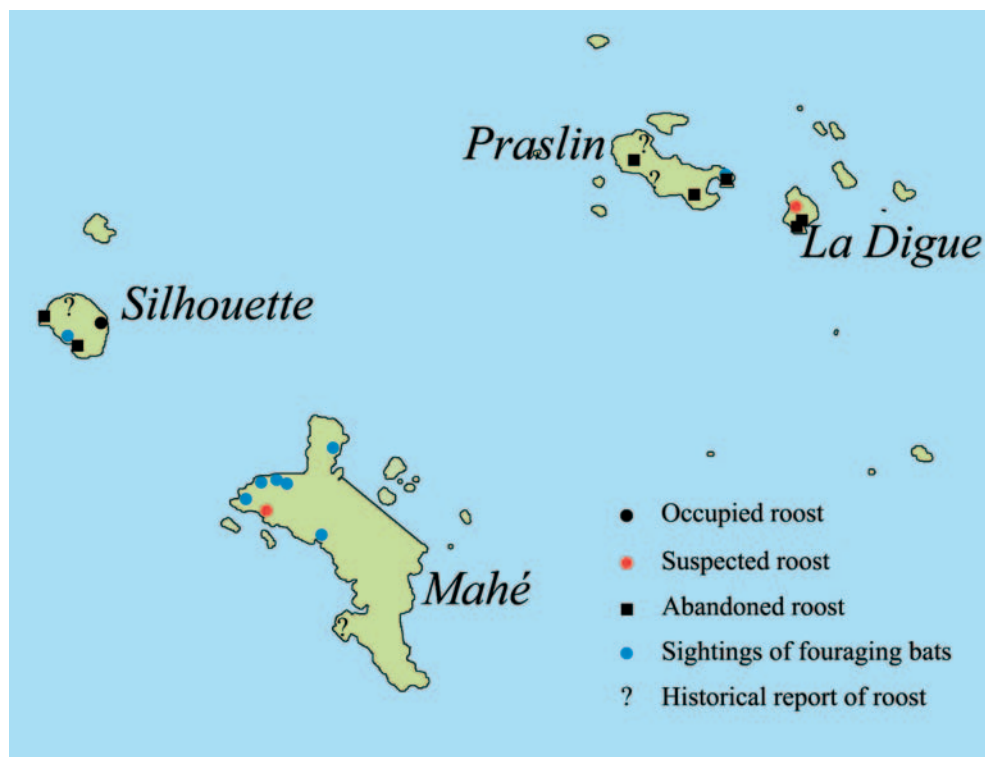 Praslin
?
?
La Digue
Silhouette
?
Mahé
?
Occupied roost
Suspected roost
Abandoned roost
Sightings of fouraging bats
? Historical report of roost